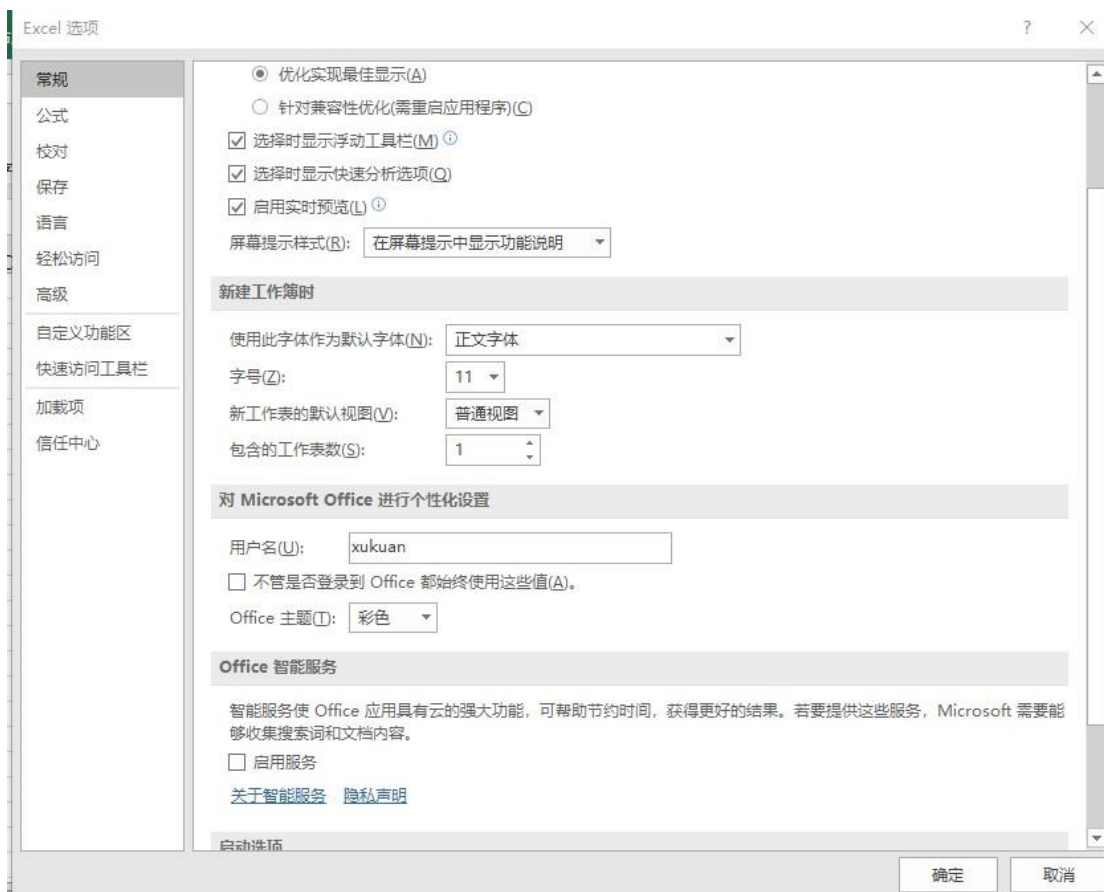 Excel 选项
常规
公式
校对
保存
语言
轻松访问
高级
自定义功能区
快速访问工具栏
加载项
信任中心
优化实现最佳显示(A)
针对兼容性优化(需重启应用程序)(C)
选择时显示浮动工具栏(M)
选择时显示快速分析选项(Q)
启用实时预览(L)
屏幕提示样式(R): 在屏幕提示中显示功能说明
新建工作簿时
使用此字体作为默认字体(N): 正文字体
字号(Z): 11
新工作表的默认视图(V): 普通视图
包含的工作表数(S): 1
对 Microsoft Office 进行个性化设置
用户名(U): xukuan
不管是否登录到 Office 都始终使用这些值(A)。
Office 主题(T): 彩色
Office 智能服务
智能服务使 Office 应用具有云的强大功能，可帮助节约时间，获得更好的结果。若要提供这些服务，Microsoft 需要能
够收集搜索词和文档内容。
启用服务
关于智能服务 隐私声明
启动选项
确定 取消